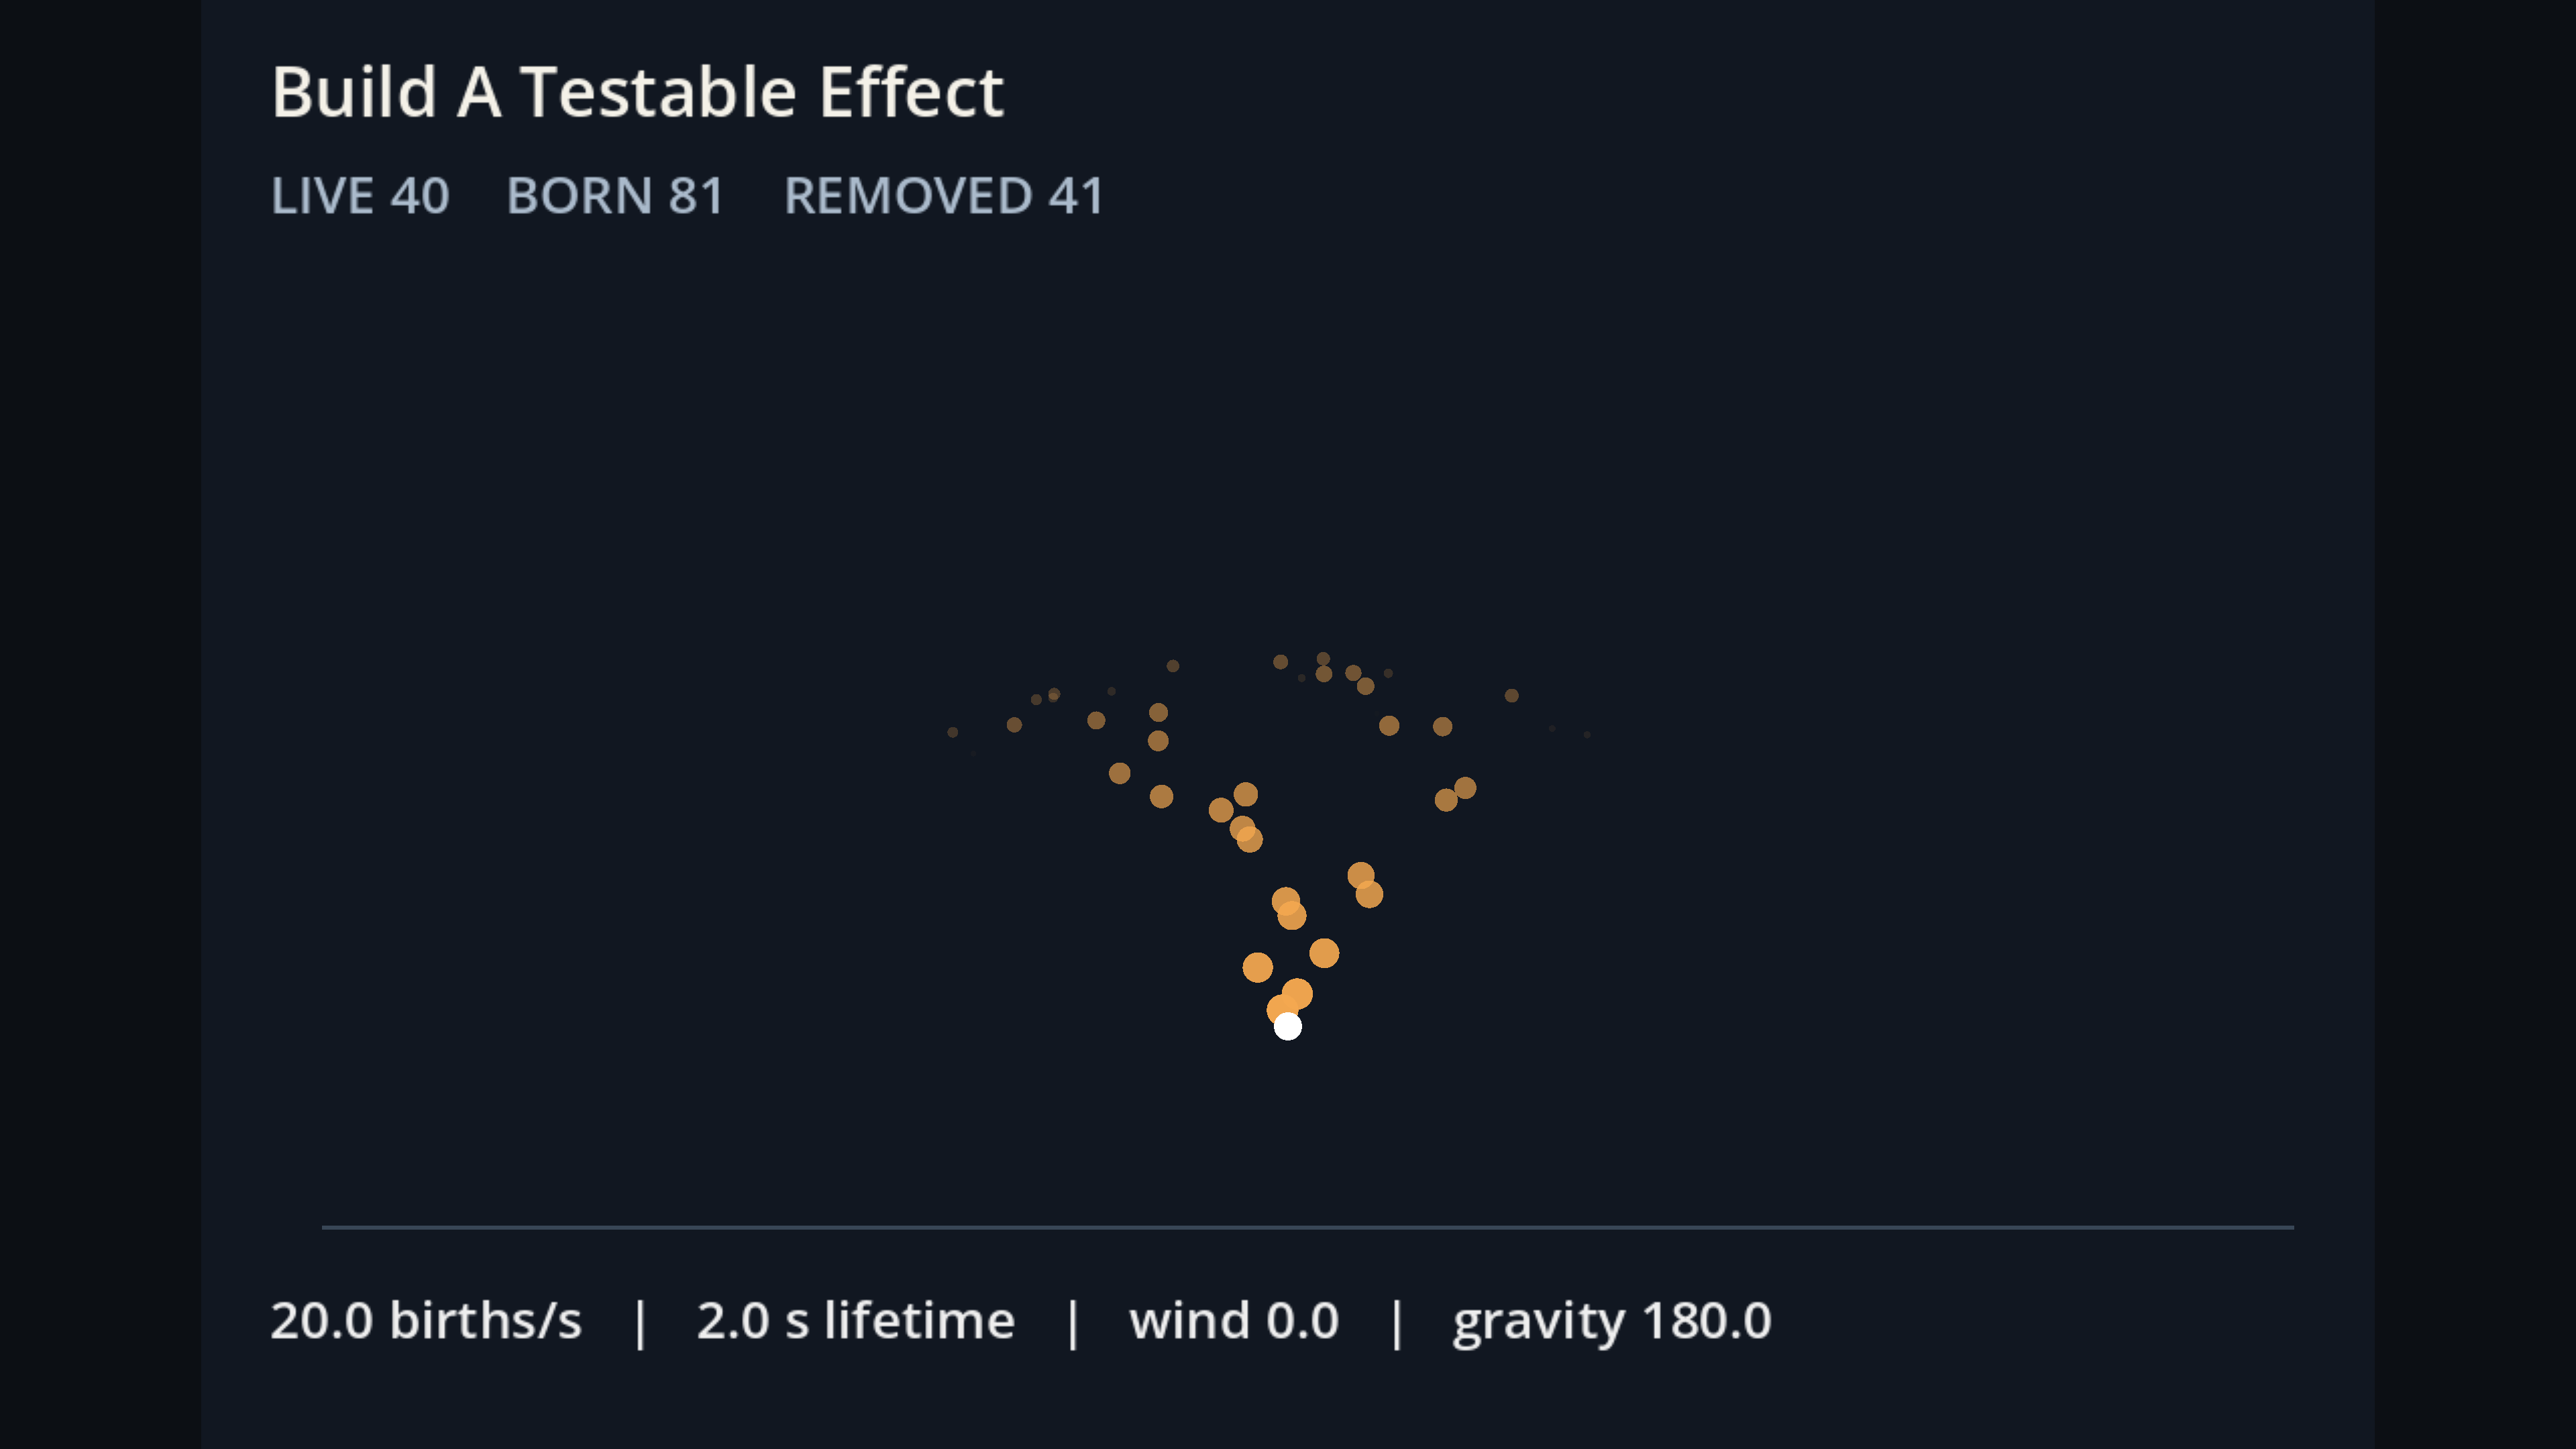 Build A Testable Effect
LIVE 40 BORN 81 REMOVED 41
20.0 births/s | 2.0 s lifetime | wind 0.0 | gravity 180.0